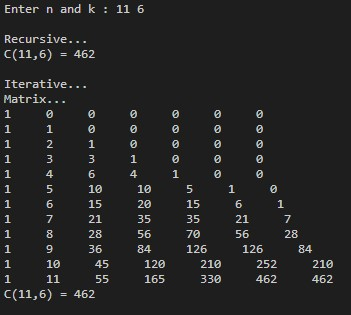 Enter n and k : 11 6
Recursive...
C(11,6) = 462
Iterative...
Matrix...
1 0 0 0 0 0 0
1 1 0 0 0 0 0
1 2 1 0 0 0 0
1 3 3 1 0 0 0
1 4 6 4 1 0 0
1 5 10 10 5 1 0
1 6 15 20 15 6 1
1 7 21 35 35 21 7
1 8 28 56 70 56 28
1 9 36 84 126 126 84
1 10 45 120 210 252 210
1 11 55 165 330 462 462
C(11,6) = 462